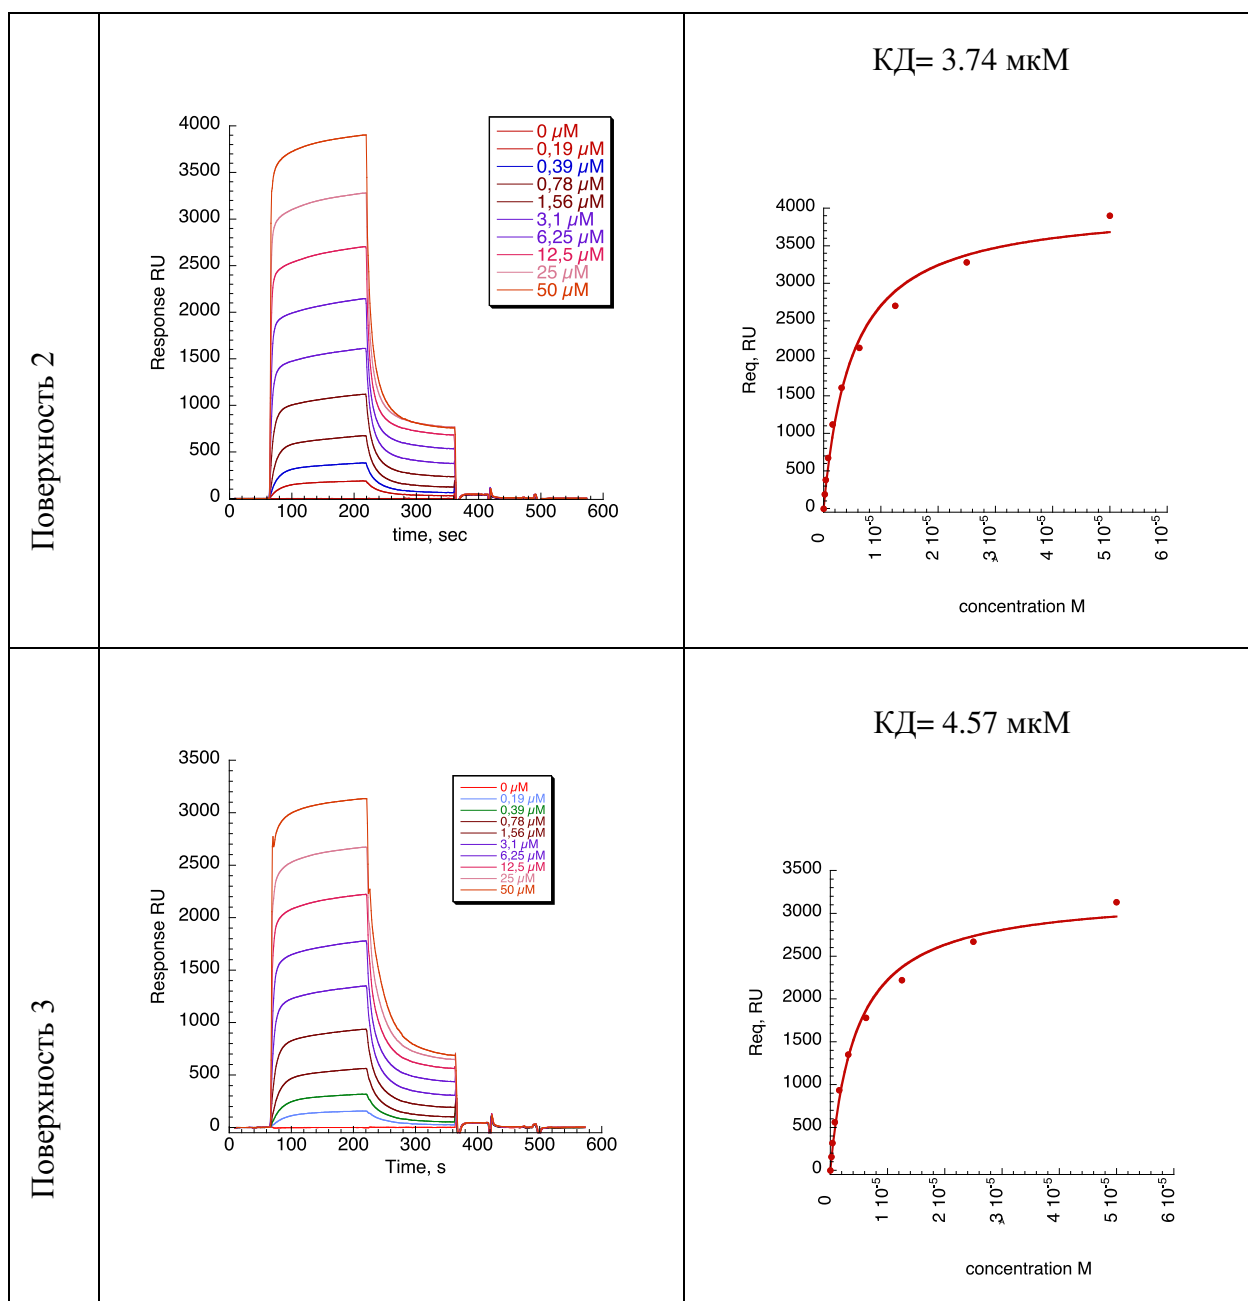 Поверхность 2
4000
3500
3000
2500
2000
1500
1000
500
0
Response RU
0 100 200 300 400 500 600
time, sec
0 µM
0,19 µM
0,39 µM
0,78 µM
1,56 µM
3,1 µM
6,25 µM
12,5 µM
25 µM
50 µM
КД= 3.74 мкМ
4000
3500
3000
2500
2000
1500
1000
500
0
Req, RU
0
1 10-5
2 10-5
3 10-5
4 10-5
5 10-5
6 10-5
concentration M
Поверхность 3
3500
3000
2500
2000
1500
1000
500
0
Response RU
0 100 200 300 400 500 600
Time, s
0 µM
0,19 µM
0,39 µM
0,78 µM
1,56 µM
3,1 µM
6,25 µM
12,5 µM
25 µM
50 µM
КД= 4.57 мкМ
3500
3000
2500
2000
1500
1000
500
0
Req, RU
0
1 10-5
2 10-5
3 10-5
4 10-5
5 10-5
6 10-5
concentration M